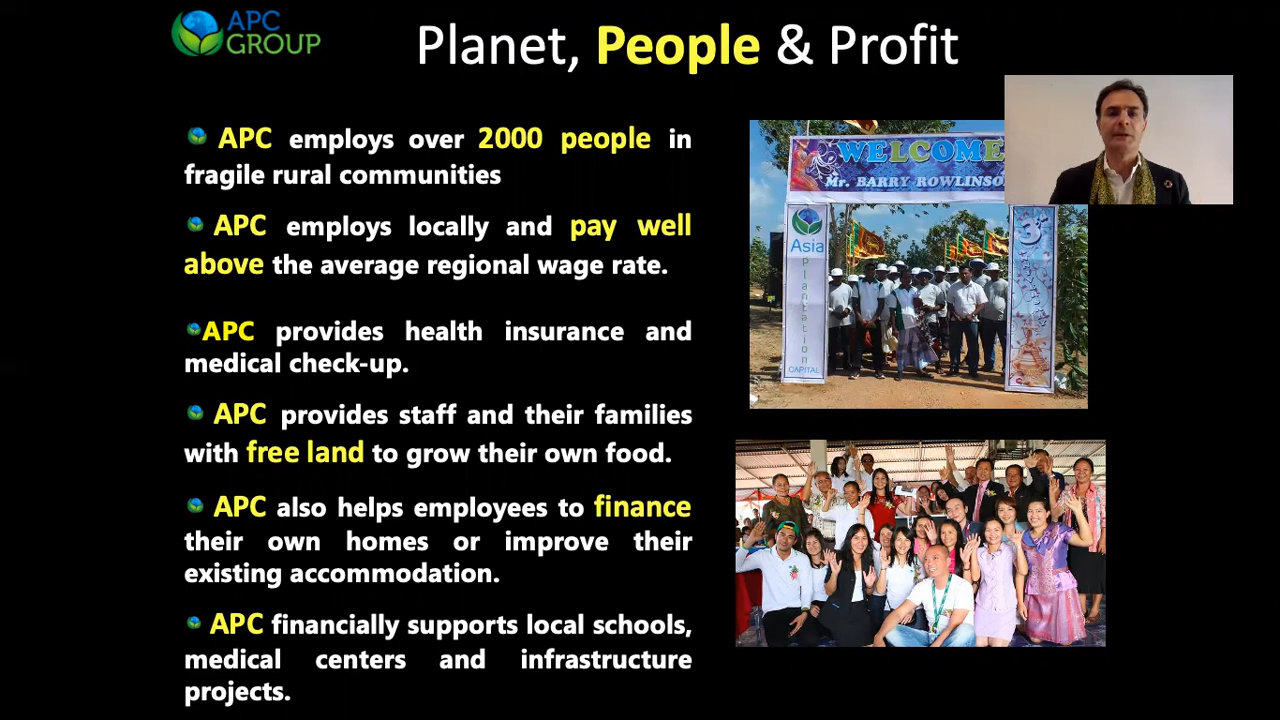 APC
GROUP
Planet, People & Profit
APC employs over 2000 people in
fragile rural communities
APC employs locally and pay well
above the average regional wage rate.
APC provides health insurance and
medical check-up.
APC provides staff and their families
with free land to grow their own food.
APC also helps employees to finance
their own homes or improve their
existing accommodation.
APC financially supports local schools,
medical centers and infrastructure
projects.
WELCOME
Mr. BARRY ROWLINSO
Asia
Plantation
CAPITAL
3